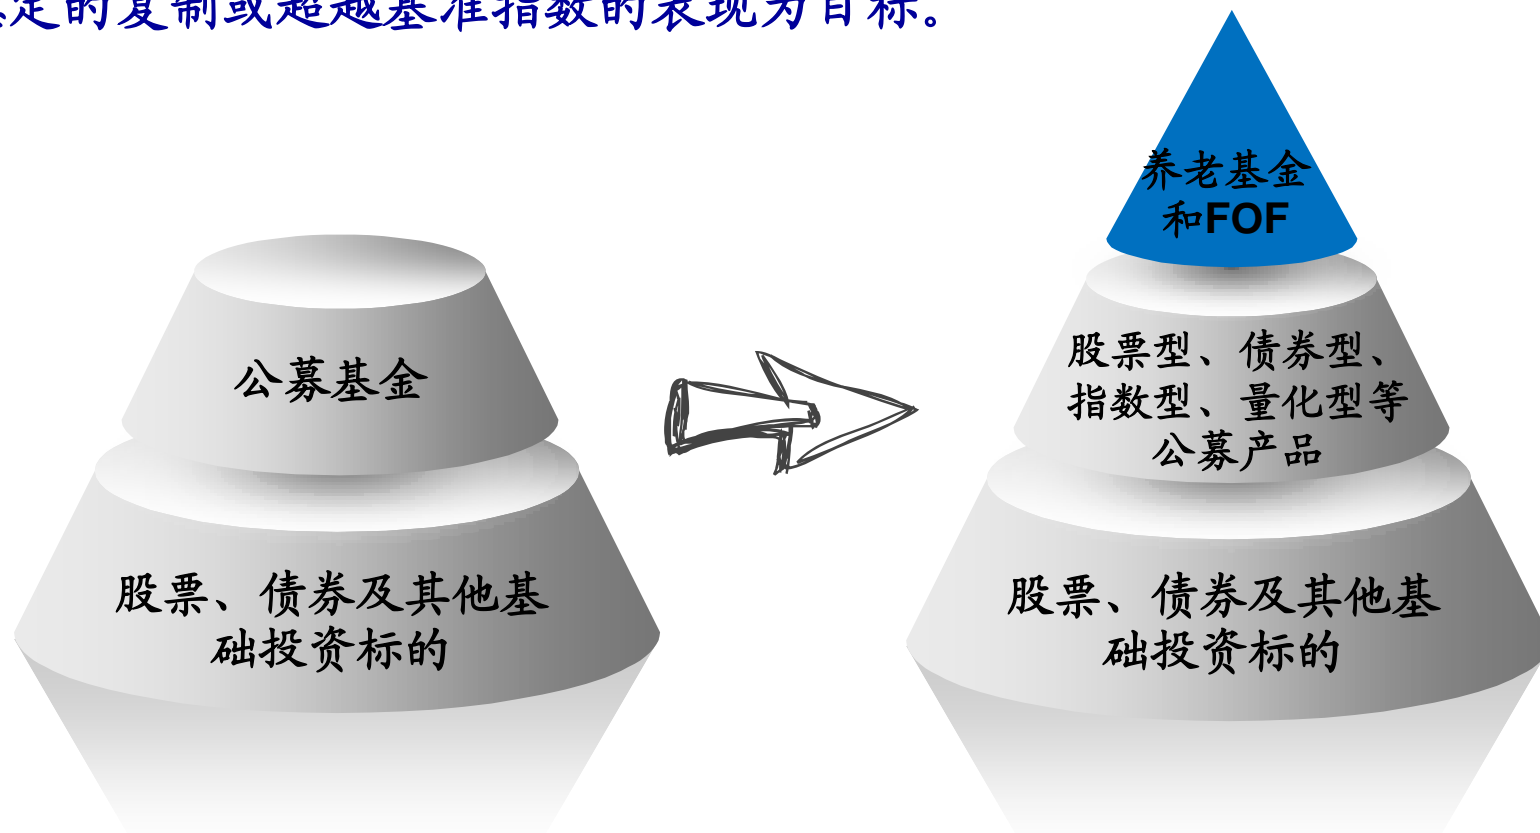 定的复制或超越基准指数的表现为目标。
公募基金
股票、债券及其他基
础投资标的
养老基金
和FOF
股票型、债券型、
指数型、量化型等
公募产品
股票、债券及其他基
础投资标的